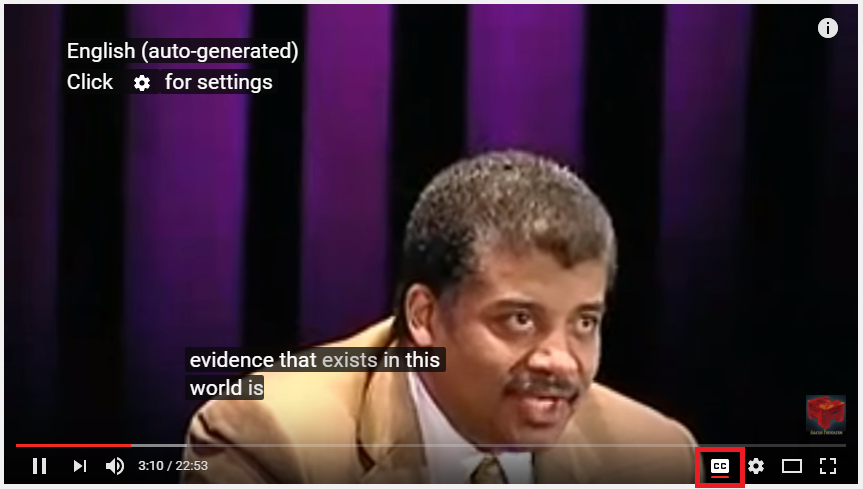 English (auto-generated)
Click for settings
evidence that exists in this
world is
3:10 / 22:53
CC